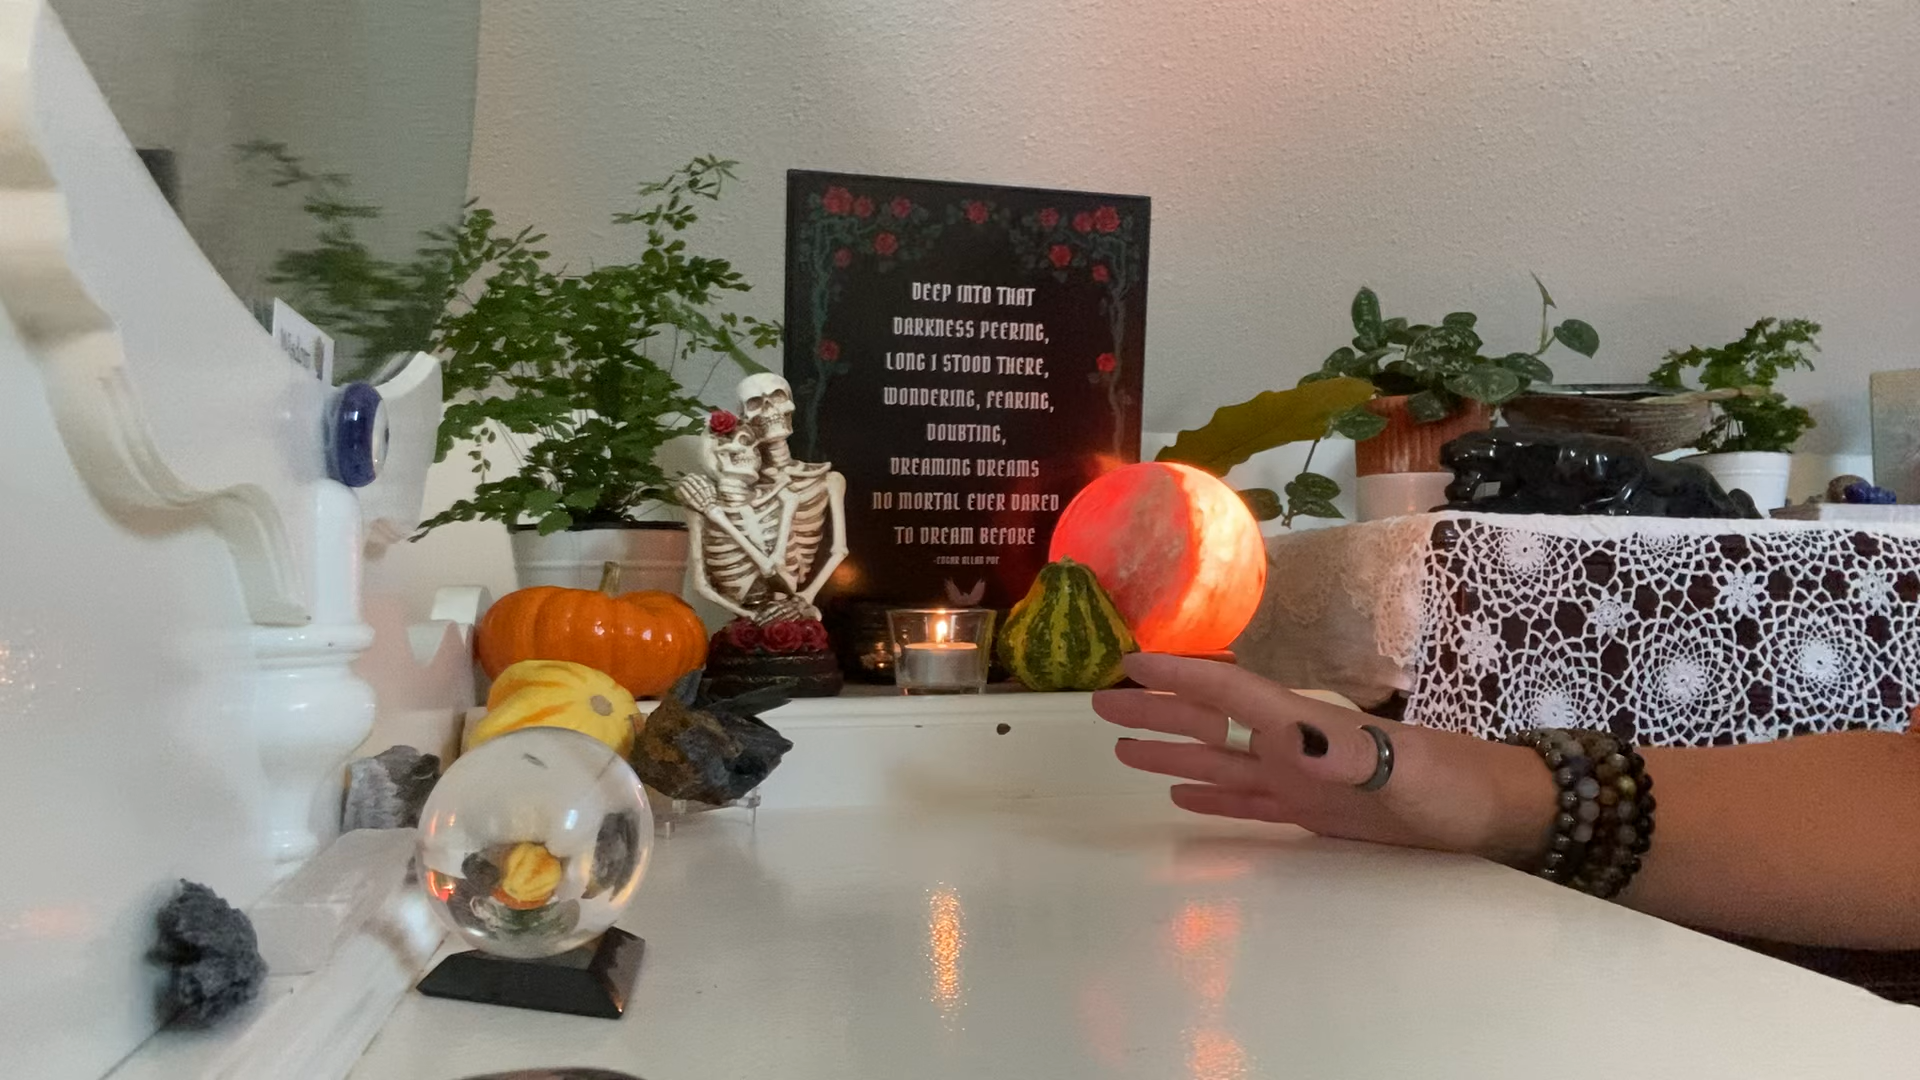 DEEP INTO THAT
DARKNESS PEERING,
LONG I STOOD THERE,
WONDERING, FEARING,
DOUBTING,
DREAMING DREAMS
NO MORTAL EVER DARED
TO DREAM BEFORE
-EDGAR ALLAN POE